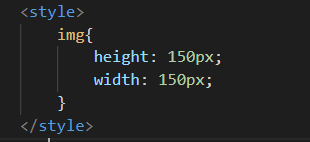 <style>
img{
height: 150px;
width: 150px;
}
</style>